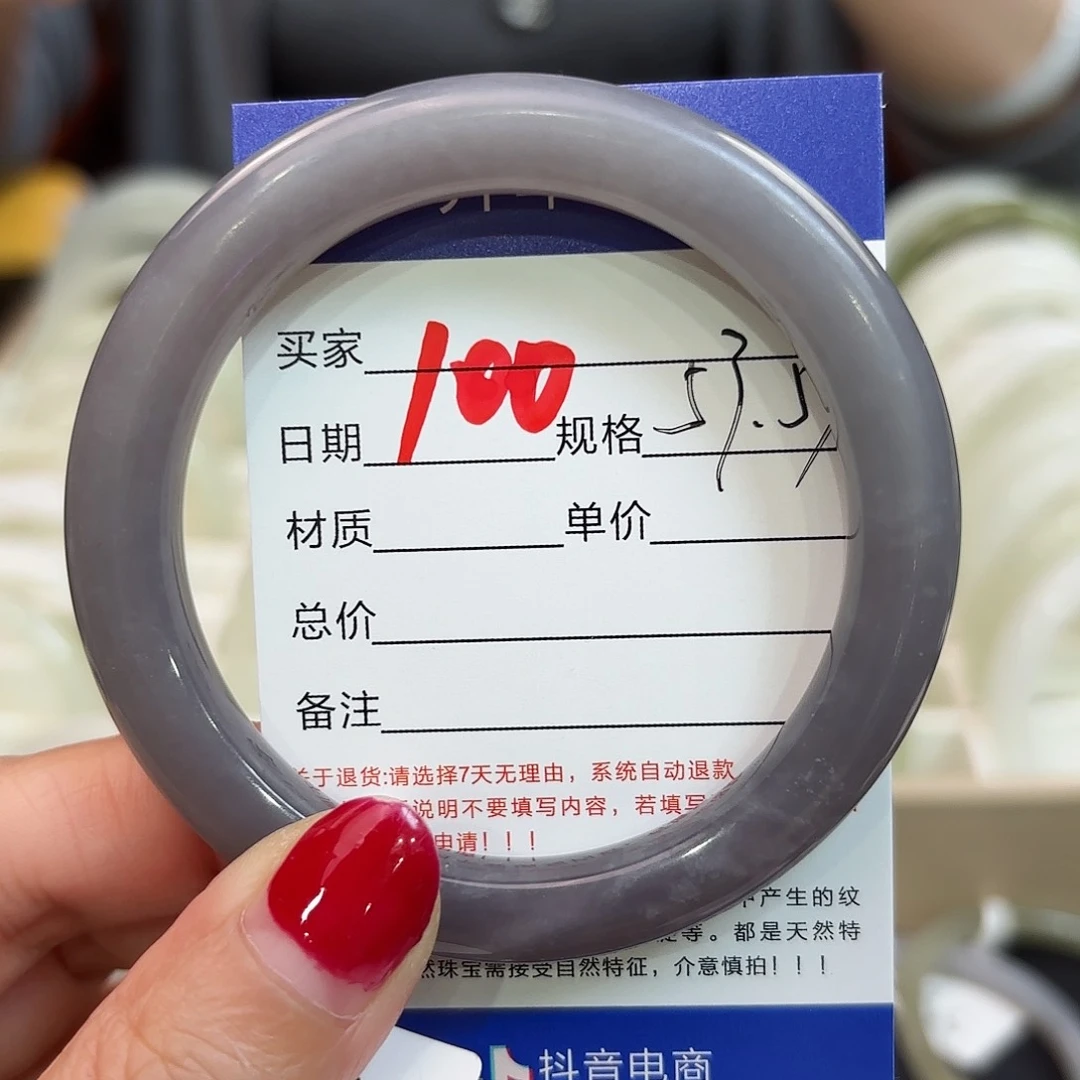 买家
100
日期 规格 57.5
材质 单价
总价
备注
关于退货:请选择7天无理由，系统自动退款
说明不要填写内容，若填写
申请！！！
中产生的纹
等。都是天然特
然珠宝需接受自然特征，介意慎拍！！！
抖音电商